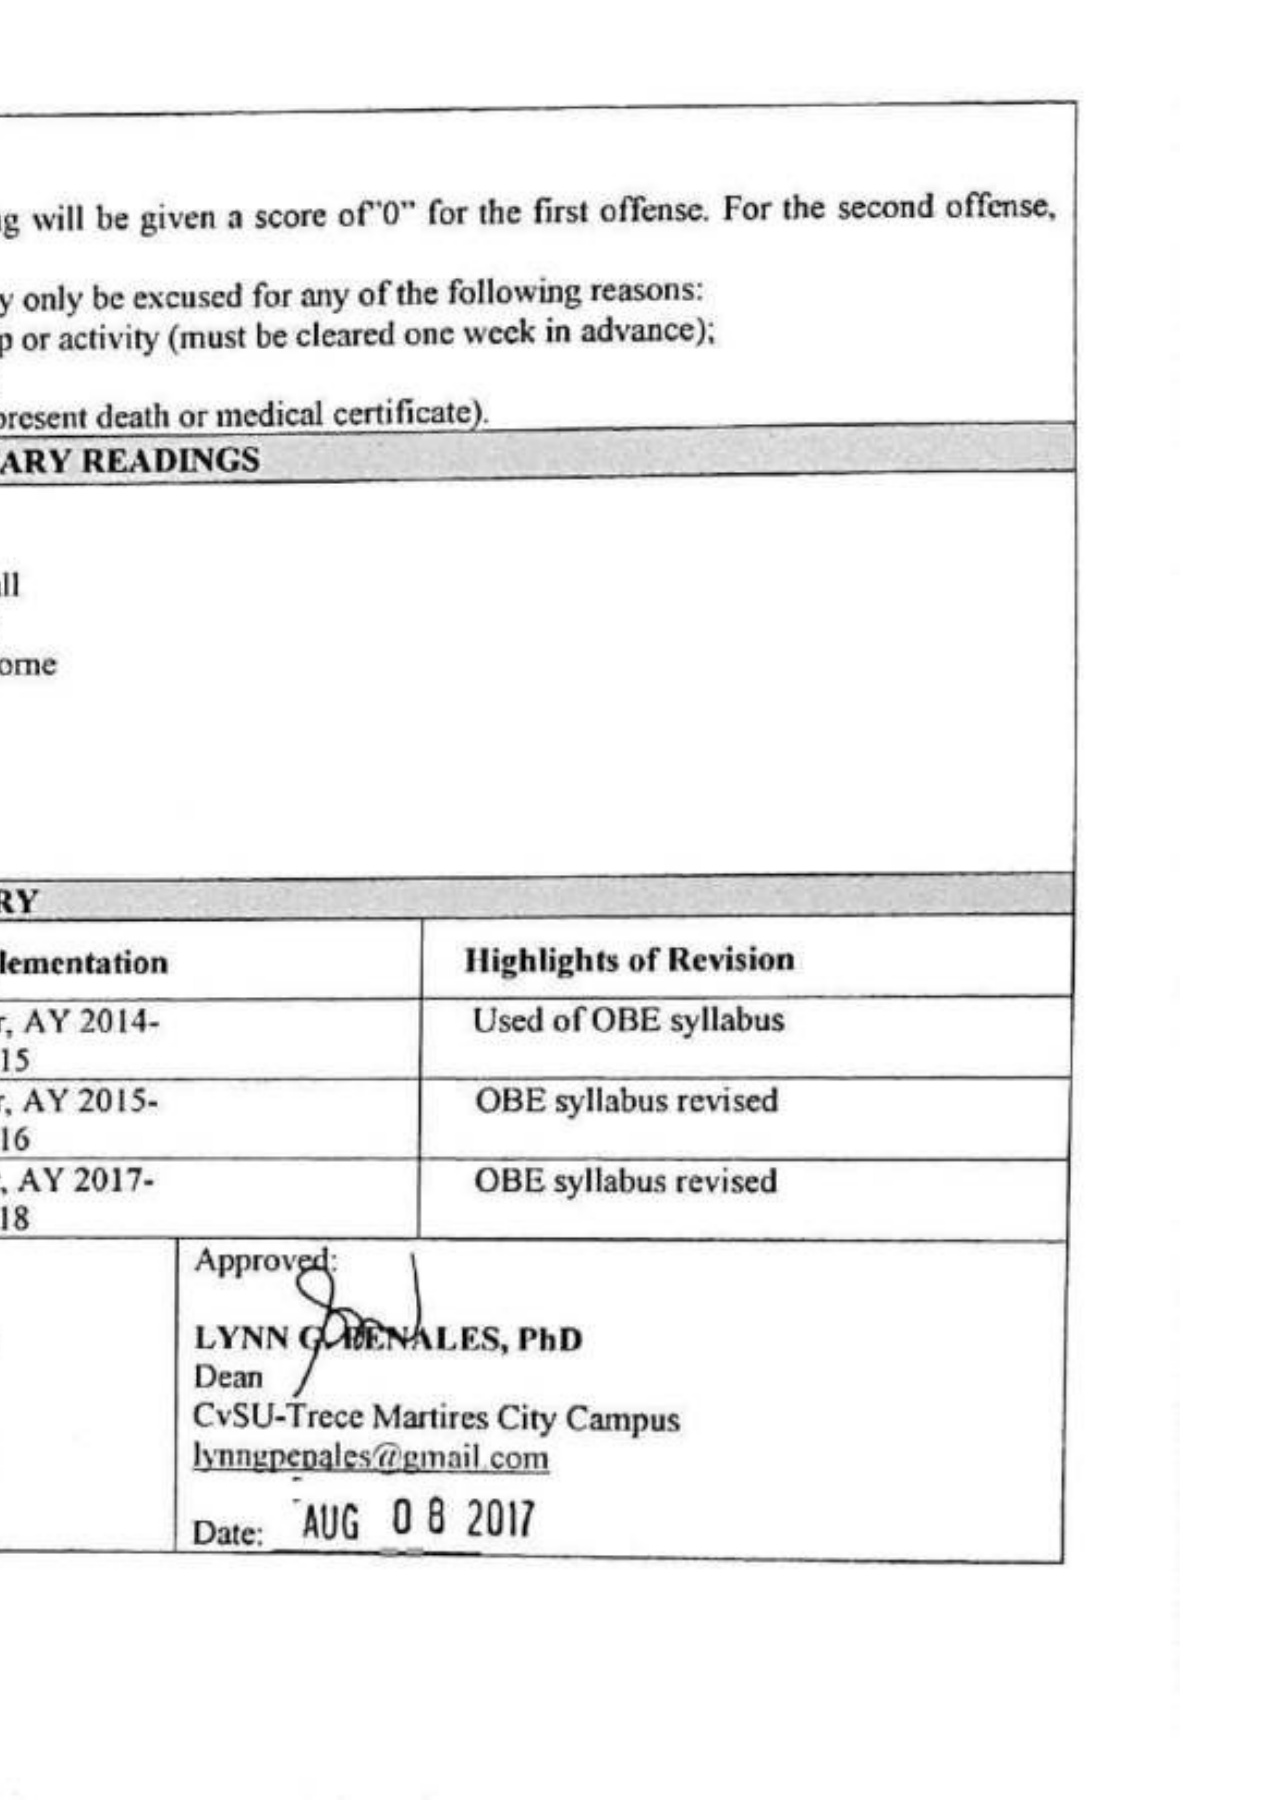 g will be given a score of"0” for the first offense. For the second offense,
y only be excused for any of the following reasons:
p or activity (must be cleared one week in advance);
present death or medical certificate).
ARY READINGS
all
ome
RY
lementation
Highlights of Revision
r, AY 2014-
15
Used of OBE syllabus
r, AY 2015-
16
OBE syllabus revised
r, AY 2017-
18
OBE syllabus revised
Approved:
LYNN G. PENALES, PhD
Dean
CvSU-Trece Martires City Campus
lynngpenales@gmail.com
Date: AUG 08 2017